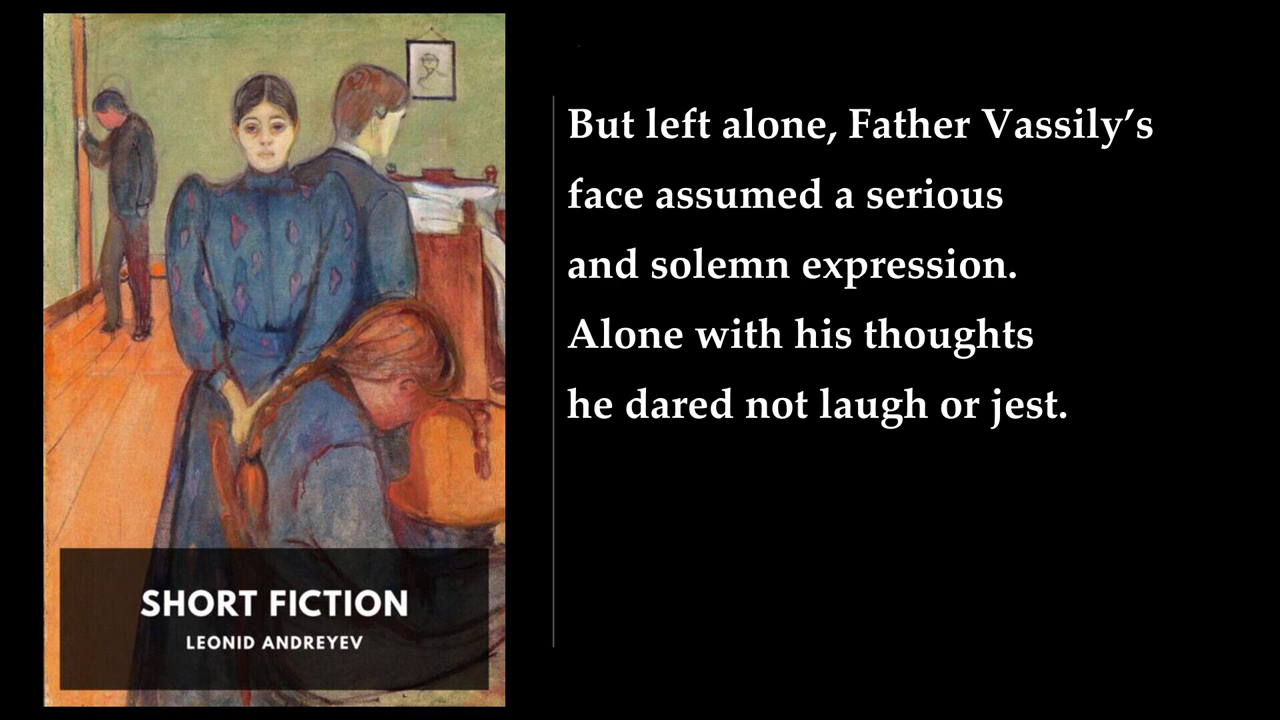 SHORT FICTION
LEONID ANDREYEV
But left alone, Father Vassily’s
face assumed a serious
and solemn expression.
Alone with his thoughts
he dared not laugh or jest.